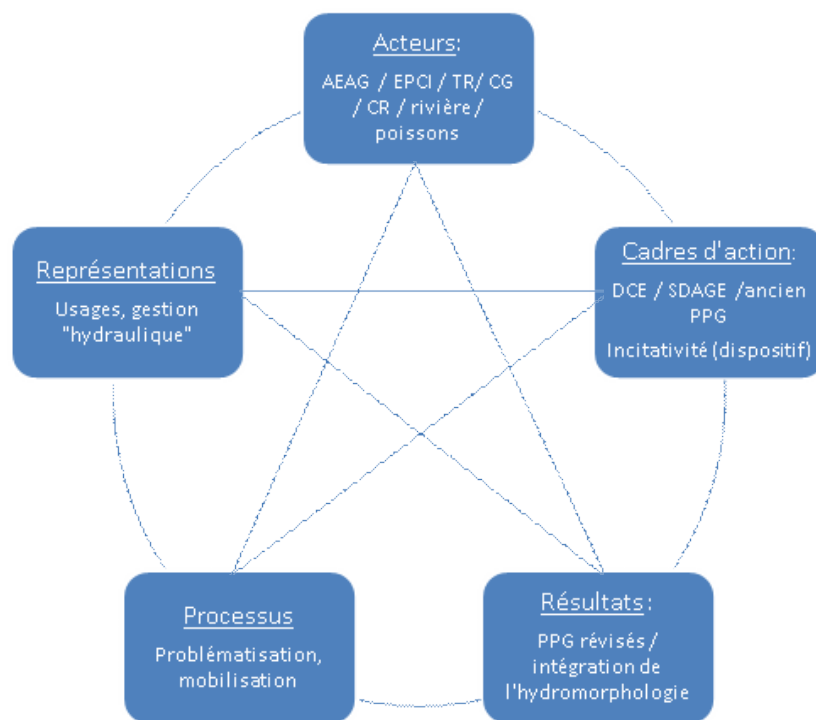 Acteurs:
AEAG / EPCI / TR/ CG
/ CR / rivière /
poissons
Représentations
Usages, gestion
"hydraulique"
Cadres d'action:
DCE / SDAGE /ancien
PPG
Incitativité (dispositif)
Processus
Problématisation,
mobilisation
Résultats:
PPG révisés /
intégration de
l'hydromorphologie